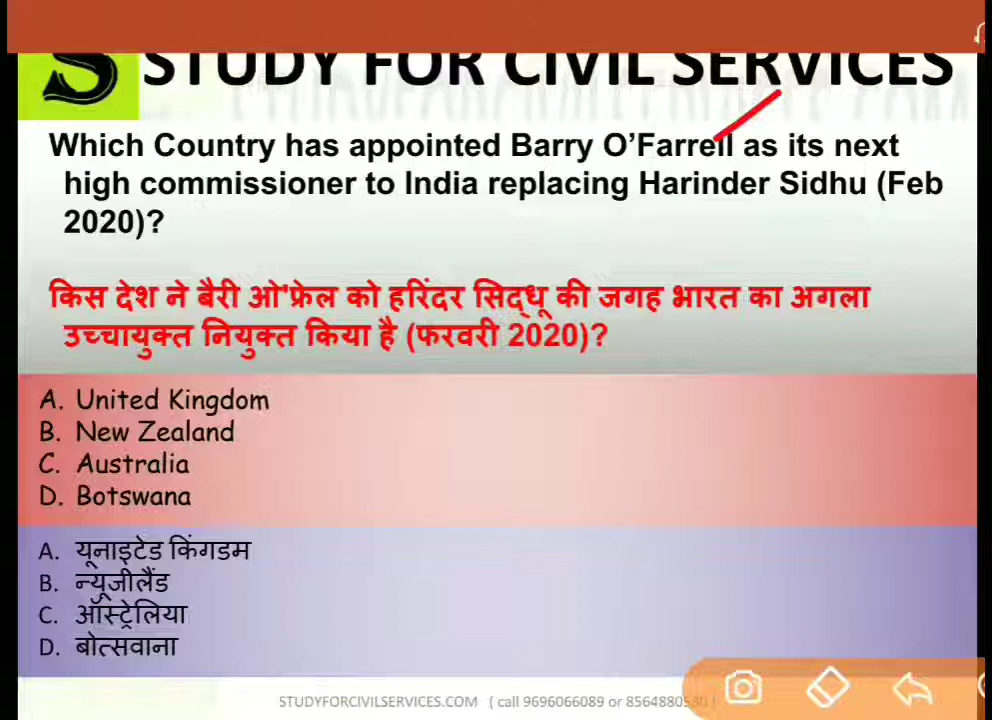 STUDY FOR CIVIL SERVICES
Which Country has appointed Barry O’Farrell as its next
high commissioner to India replacing Harinder Sidhu (Feb
2020)?
किस देश ने बैरी ओ'फ्रेल को हरिंदर सिद्धू की जगह भारत का अगला
उच्चायुक्त नियुक्त किया है (फरवरी 2020)?
A. United Kingdom
B. New Zealand
C. Australia
D. Botswana
A. यूनाइटेड किंगडम
B. न्यूजीलैंड
C. ऑस्ट्रेलिया
D. बोत्सवाना
STUDYFORCIVILSERVICES.COM ( call 9696066089 or 8564880530 )